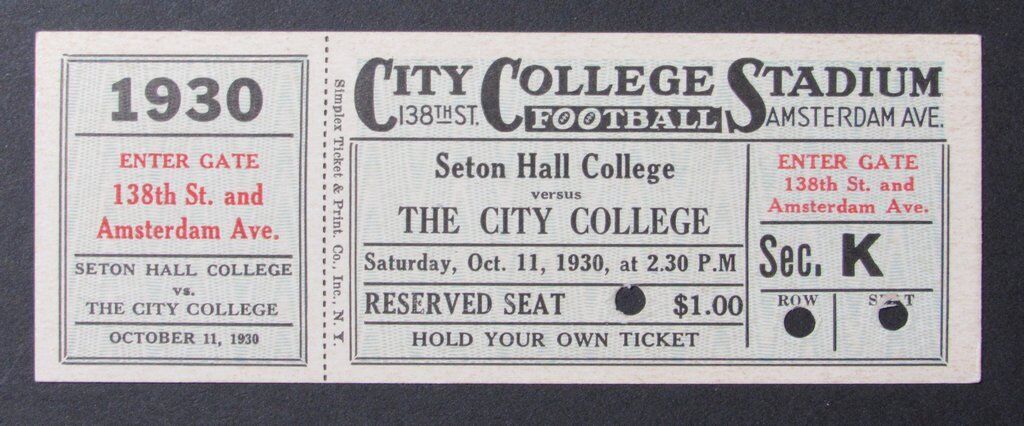 1930
ENTER GATE
138th St. and
Amsterdam Ave.
SETON HALL COLLEGE
vs.
THE CITY COLLEGE
OCTOBER 11, 1930
Simplex Ticket & Print. Co., Inc., N. Y.
CITY COLLEGE STADIUM
138TH ST. FOOTBALL AMSTERDAM AVE.
Seton Hall College
versus
THE CITY COLLEGE
Saturday, Oct. 11, 1930, at 2.30 P.M
RESERVED SEAT $1.00
HOLD YOUR OWN TICKET
ENTER GATE
138th St. and
Amsterdam Ave.
Sec. K
ROW SEAT